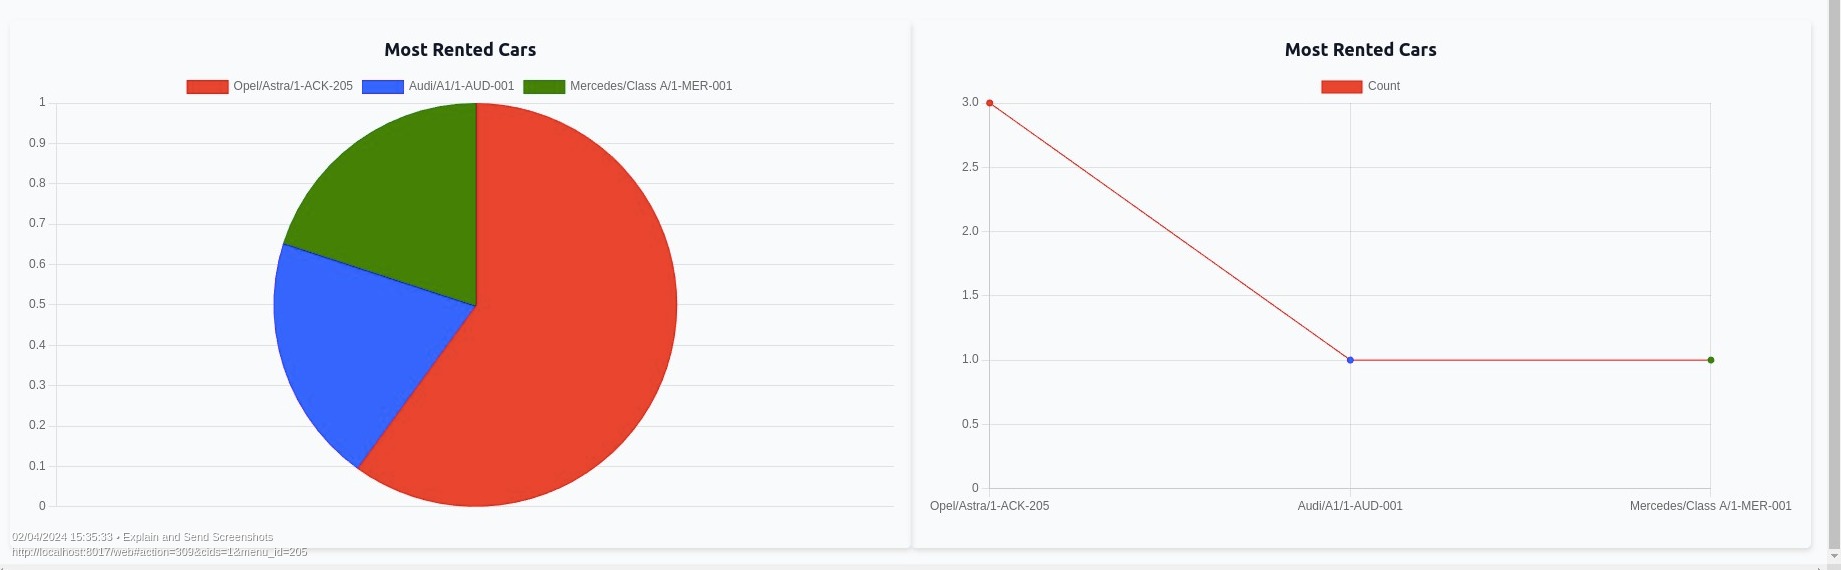 Most Rented Cars
Opel/Astra/1-ACK-205 Audi/A1/1-AUD-001 Mercedes/Class A/1-MER-001
1
0.9
0.8
0.7
0.6
0.5
0.4
0.3
0.2
0.1
0
Most Rented Cars
Count
3.0
2.5
2.0
1.5
1.0
0.5
0
Opel/Astra/1-ACK-205 Audi/A1/1-AUD-001 Mercedes/Class A/1-MER-001
02/04/2024 15:35:33 • Explain and Send Screenshots
http://localhost:8017/web#action=309&cids=1&menu_id=205